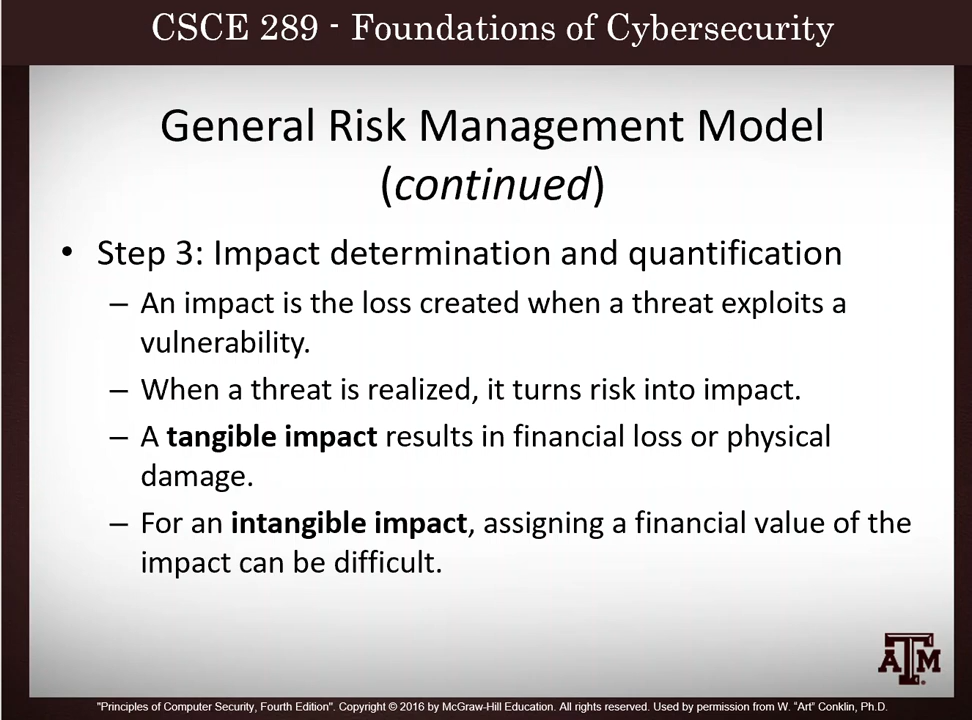 CSCE 289 - Foundations of Cybersecurity
General Risk Management Model
(continued)
• Step 3: Impact determination and quantification
– An impact is the loss created when a threat exploits a
vulnerability.
– When a threat is realized, it turns risk into impact.
– A tangible impact results in financial loss or physical
damage.
– For an intangible impact, assigning a financial value of the
impact can be difficult.
ATM
"Principles of Computer Security, Fourth Edition". Copyright © 2016 by McGraw-Hill Education. All rights reserved. Used by permission from W. "Art" Conklin, Ph.D.